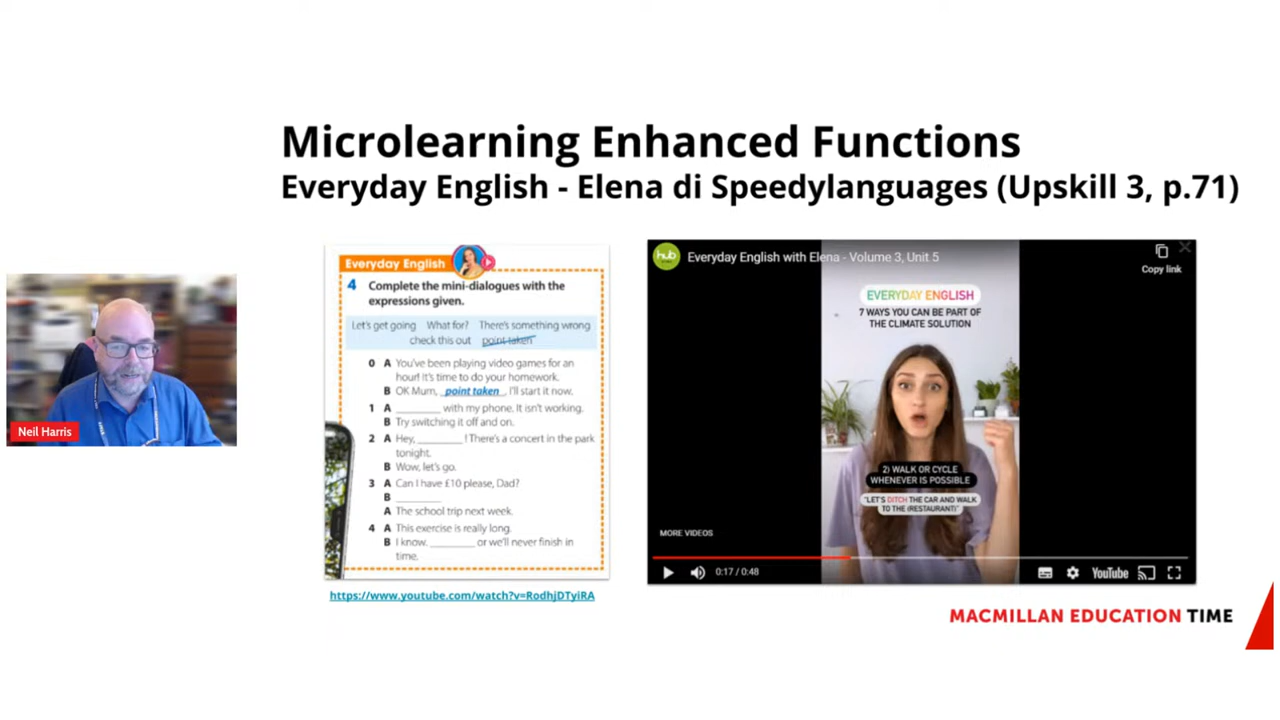 Microlearning Enhanced Functions
Everyday English - Elena di Speedylanguages (Upskill 3, p.71)
Neil Harris
Everyday English
4 Complete the mini-dialogues with the
expressions given.
Let's get going What for? There's something wrong
check this out point taken
0 A You've been playing video games for an
hour! It's time to do your homework.
B OK Mum, point taken. I'll start it now.
1 A ________ with my phone. It isn't working.
B Try switching it off and on.
2 A Hey, ________! There's a concert in the park
tonight.
B Wow, let's go.
3 A Can I have £10 please, Dad?
B ________
A The school trip next week.
4 A This exercise is really long.
B I know. ________ or we'll never finish in
time.
https://www.youtube.com/watch?v=RodhjDTyiRA
hub
Everyday English with Elena - Volume 3, Unit 5
Copy link
EVERYDAY ENGLISH
7 WAYS YOU CAN BE PART
OF THE CLIMATE SOLUTION
2) WALK OR CYCLE
WHENEVER IS POSSIBLE
"LET'S DITCH THE CAR AND WALK
TO THE (RESTAURANT)"
MORE VIDEOS
0:17 / 0:48
YouTube
MACMILLAN EDUCATION TIME